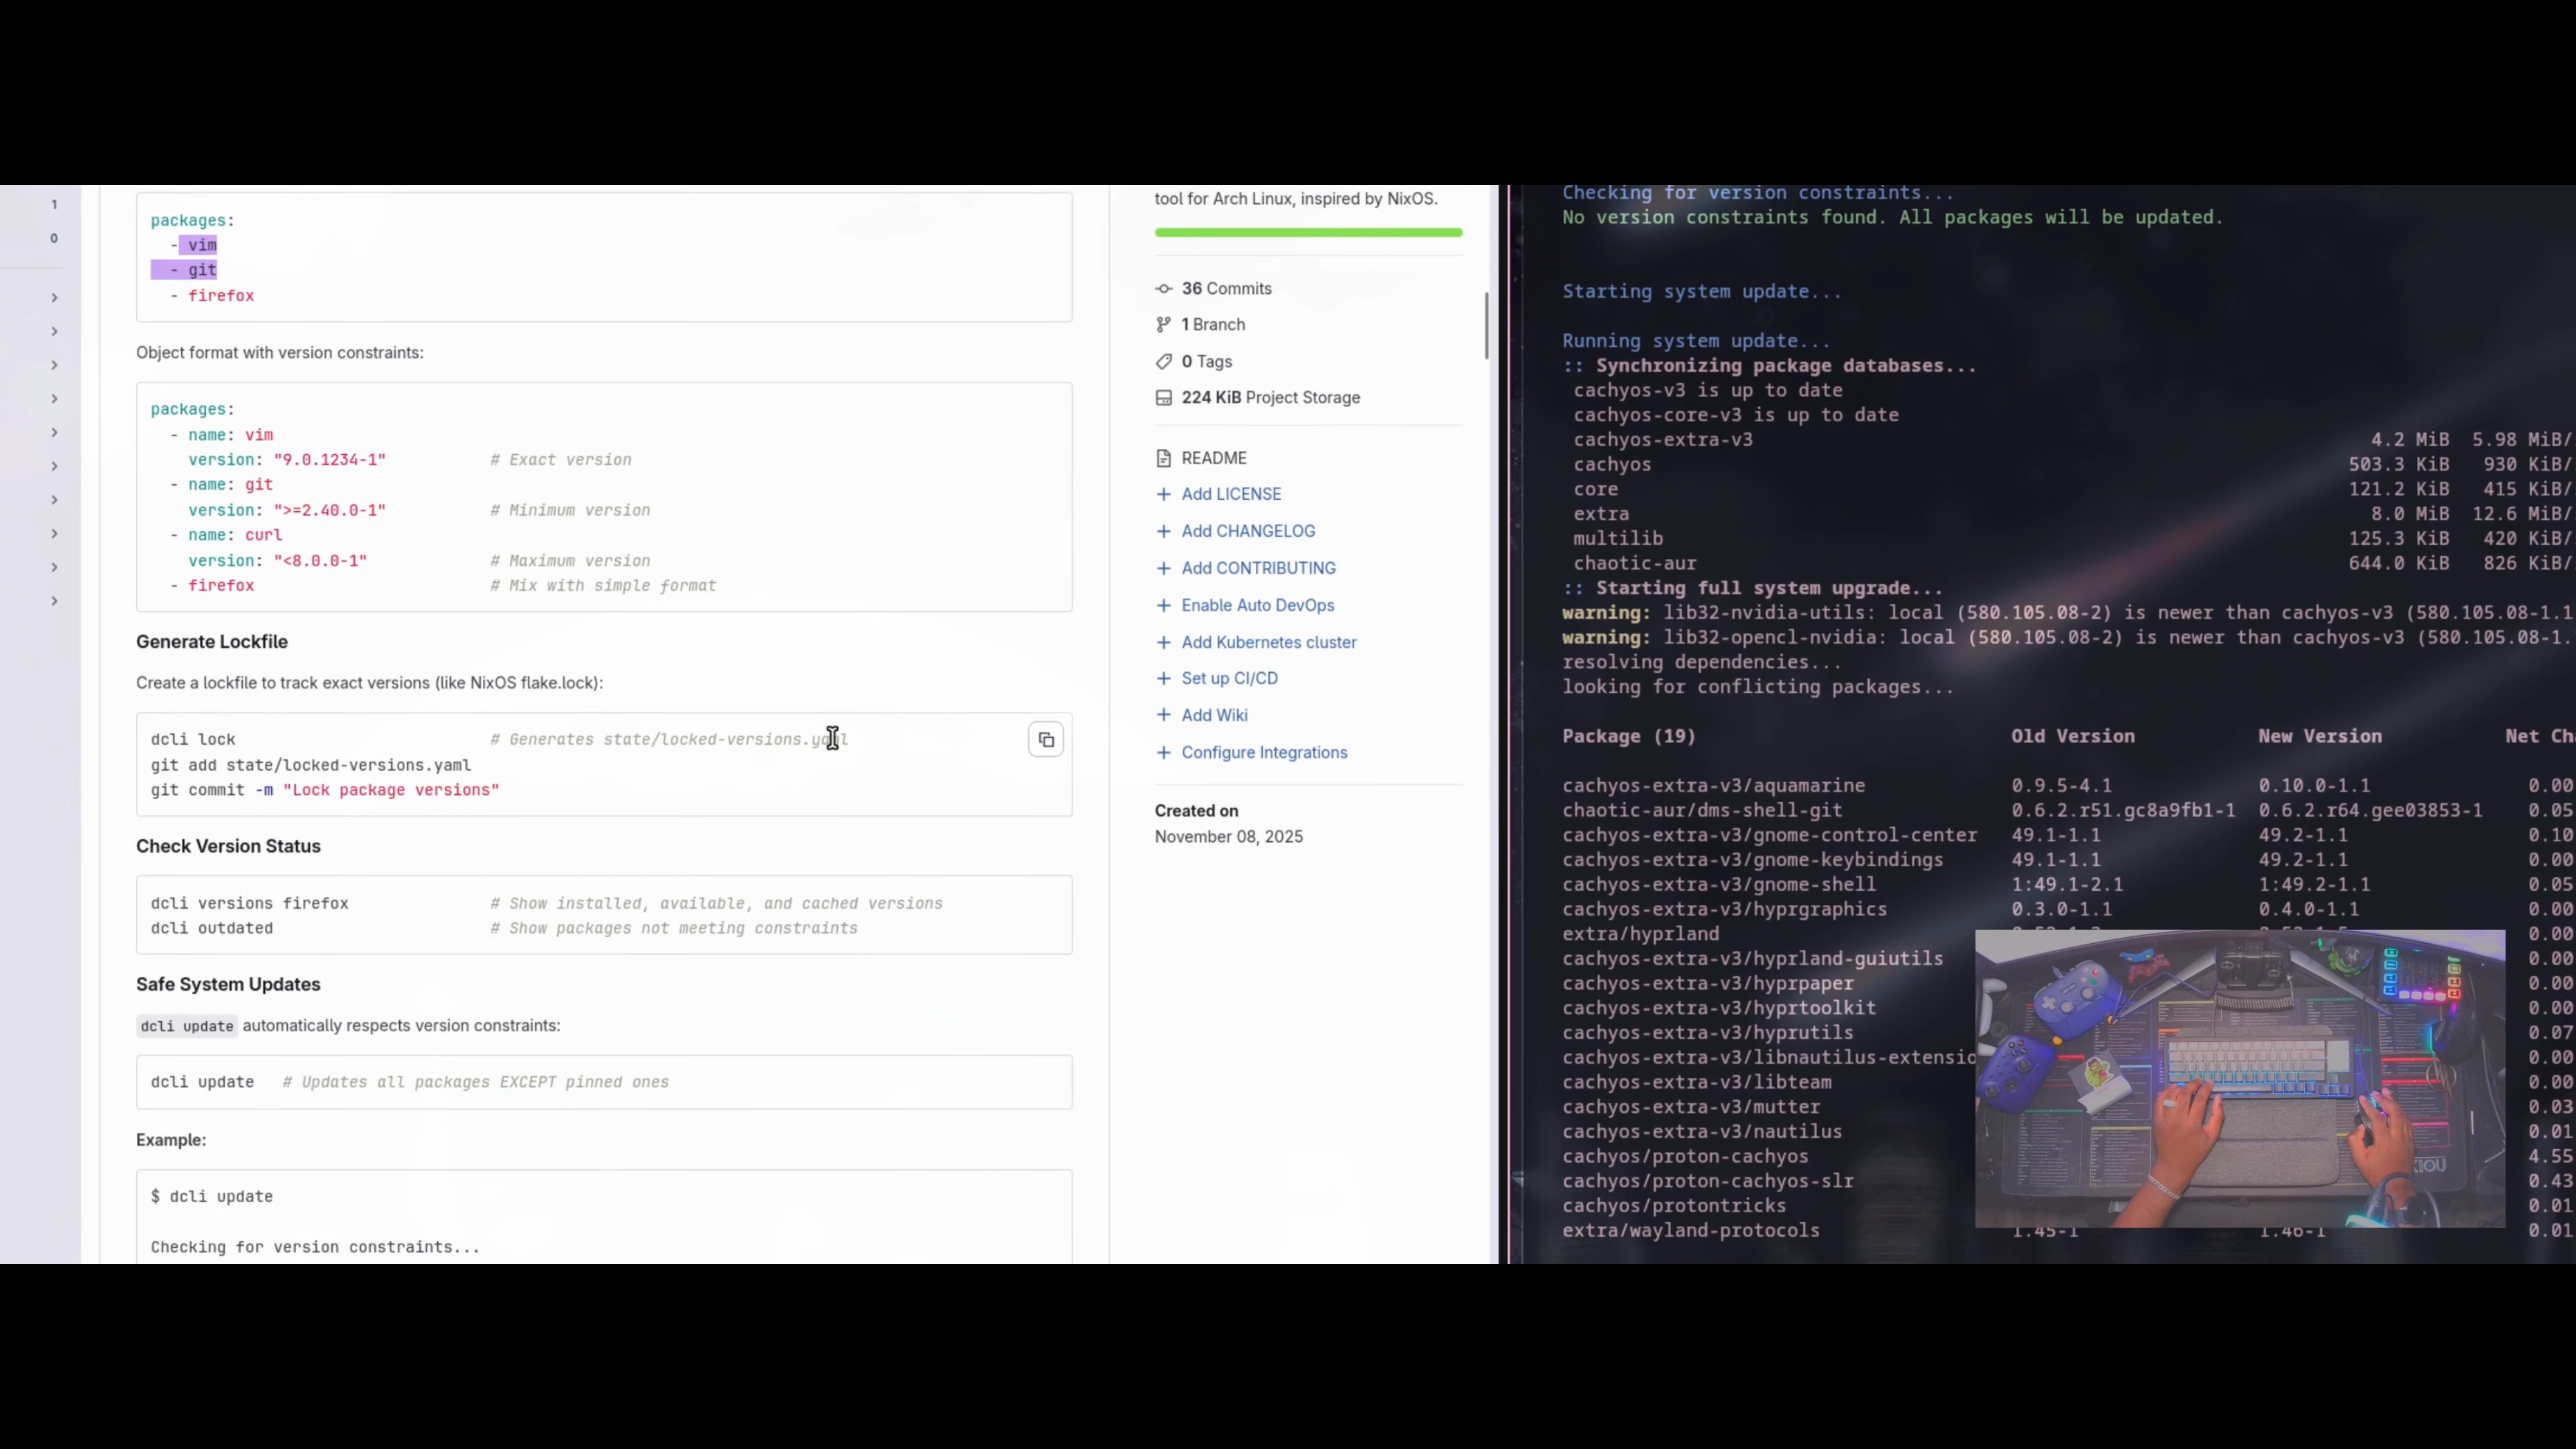 1
0
packages:
- vim
- git
- firefox
Object format with version constraints:
packages:
- name: vim
version: "9.0.1234-1" # Exact version
- name: git
version: ">=2.40.0-1" # Minimum version
- name: curl
version: "<8.0.0-1" # Maximum version
- firefox # Mix with simple format
Generate Lockfile
Create a lockfile to track exact versions (like NixOS flake.lock):
dcli lock # Generates state/locked-versions.yaml
git add state/locked-versions.yaml
git commit -m "Lock package versions"
Check Version Status
dcli versions firefox # Show installed, available, and cached versions
dcli outdated # Show packages not meeting constraints
Safe System Updates
dcli update automatically respects version constraints:
dcli update # Updates all packages EXCEPT pinned ones
Example:
$ dcli update
Checking for version constraints...
tool for Arch Linux, inspired by NixOS.
36 Commits
1 Branch
0 Tags
224 KiB Project Storage
README
+ Add LICENSE
+ Add CHANGELOG
+ Add CONTRIBUTING
+ Enable Auto DevOps
+ Add Kubernetes cluster
+ Set up CI/CD
+ Add Wiki
+ Configure Integrations
Created on
November 08, 2025
Checking for version constraints...
No version constraints found. All packages will be updated.
Starting system update...
Running system update...
:: Synchronizing package databases...
cachyos-v3 is up to date
cachyos-core-v3 is up to date
cachyos-extra-v3 4.2 MiB 5.98 MiB/
cachyos 503.3 KiB 930 KiB/
core 121.2 KiB 415 KiB/
extra 8.0 MiB 12.6 MiB/
multilib 125.3 KiB 420 KiB/
chaotic-aur 644.0 KiB 826 KiB/
:: Starting full system upgrade...
warning: lib32-nvidia-utils: local (580.105.08-2) is newer than cachyos-v3 (580.105.08-1.1
warning: lib32-opencl-nvidia: local (580.105.08-2) is newer than cachyos-v3 (580.105.08-1.
resolving dependencies...
looking for conflicting packages...
Package (19) Old Version New Version Net Ch
cachyos-extra-v3/aquamarine 0.9.5-4.1 0.10.0-1.1 0.00
chaotic-aur/dms-shell-git 0.6.2.r51.gc8a9fb1-1 0.6.2.r64.gee03853-1 0.05
cachyos-extra-v3/gnome-control-center 49.1-1.1 49.2-1.1 0.10
cachyos-extra-v3/gnome-keybindings 49.1-1.1 49.2-1.1 0.00
cachyos-extra-v3/gnome-shell 1:49.1-2.1 1:49.2-1.1 0.05
cachyos-extra-v3/hyprgraphics 0.3.0-1.1 0.4.0-1.1 0.00
extra/hyprland 0.00
cachyos-extra-v3/hyprland-guiutils 0.00
cachyos-extra-v3/hyprpaper 0.00
cachyos-extra-v3/hyprtoolkit 0.00
cachyos-extra-v3/hyprutils 0.07
cachyos-extra-v3/libnautilus-extensio 0.00
cachyos-extra-v3/libteam 0.00
cachyos-extra-v3/mutter 0.03
cachyos-extra-v3/nautilus 0.01
cachyos/proton-cachyos 4.55
cachyos/proton-cachyos-slr 0.43
cachyos/protontricks 0.01
extra/wayland-protocols 1.45-1 1.46-1 0.01